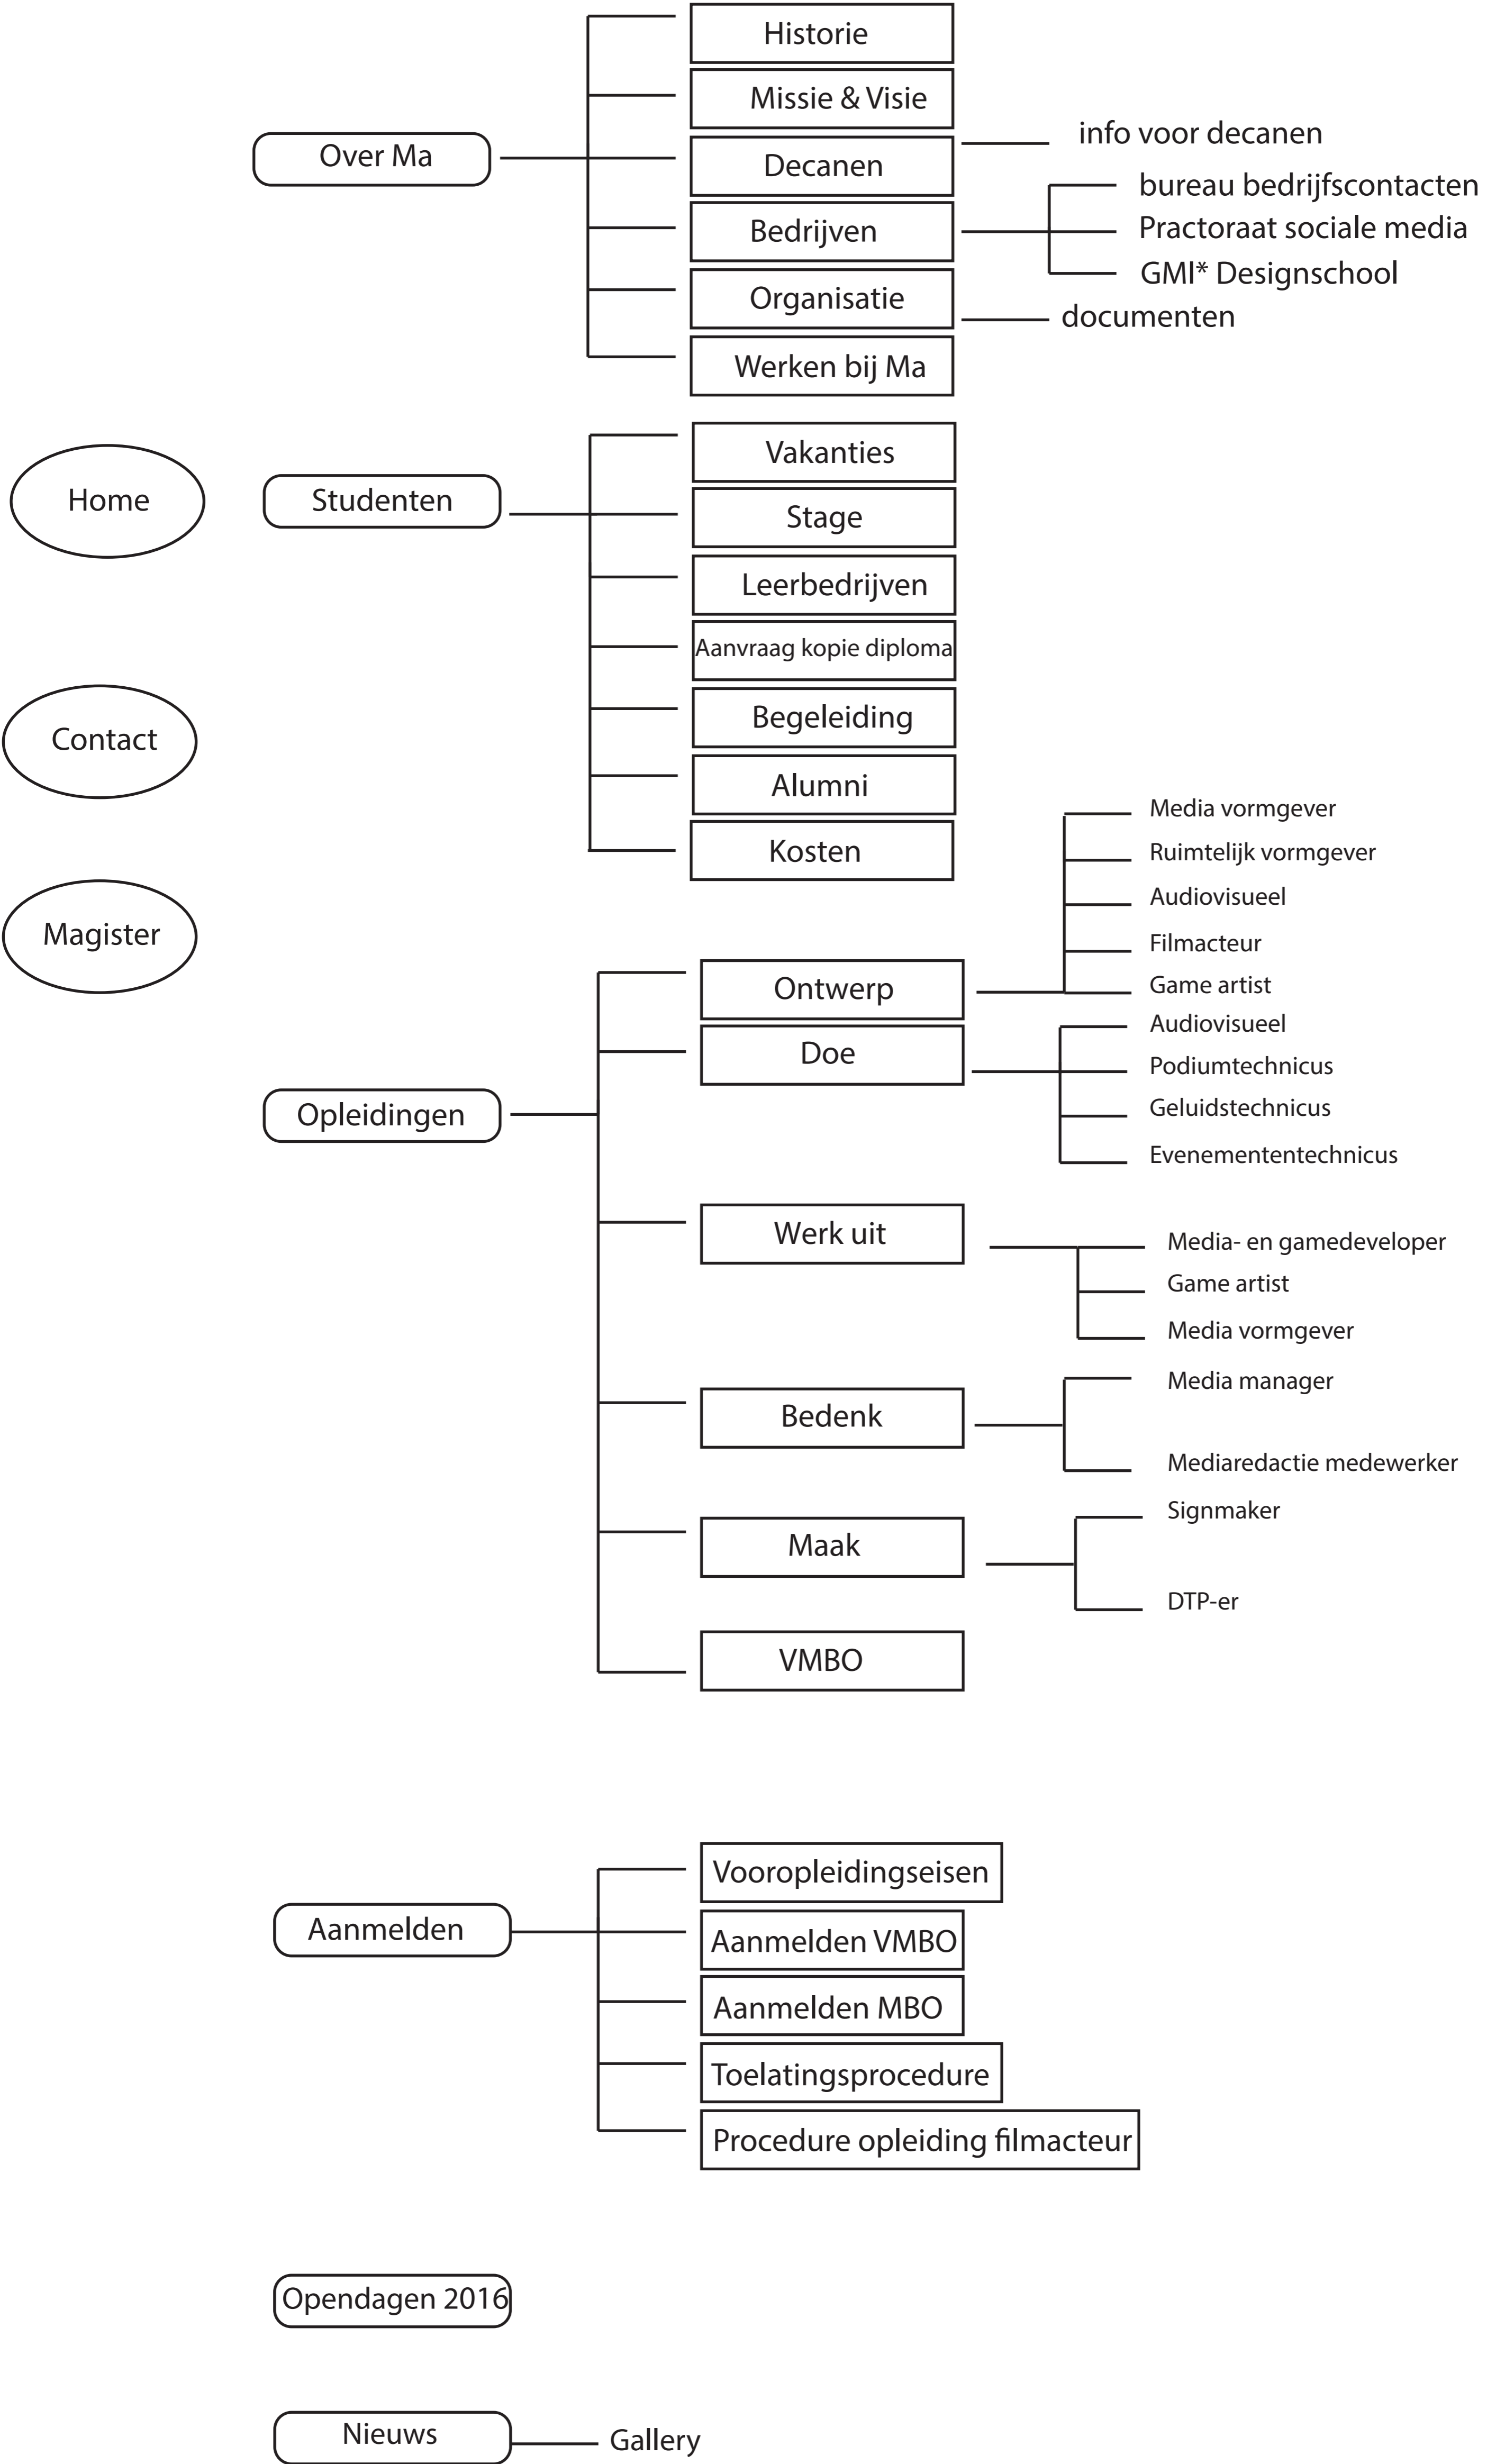 Home
Contact
Magister
Over Ma
Historie
Missie & Visie
Decanen
info voor decanen
Bedrijven
bureau bedrijfscontacten
Practoraat sociale media
GMI* Designschool
Organisatie
documenten
Werken bij Ma
Studenten
Vakanties
Stage
Leerbedrijven
Aanvraag kopie diploma
Begeleiding
Alumni
Kosten
Opleidingen
Ontwerp
Media vormgever
Ruimtelijk vormgever
Audiovisueel
Filmacteur
Game artist
Doe
Audiovisueel
Podiumtechnicus
Geluidstechnicus
Evenemententechnicus
Werk uit
Media- en gamedeveloper
Game artist
Media vormgever
Bedenk
Media manager
Mediaredactie medewerker
Maak
Signmaker
DTP-er
VMBO
Aanmelden
Vooropleidingseisen
Aanmelden VMBO
Aanmelden MBO
Toelatingsprocedure
Procedure opleiding filmacteur
Opendagen 2016
Nieuws
Gallery